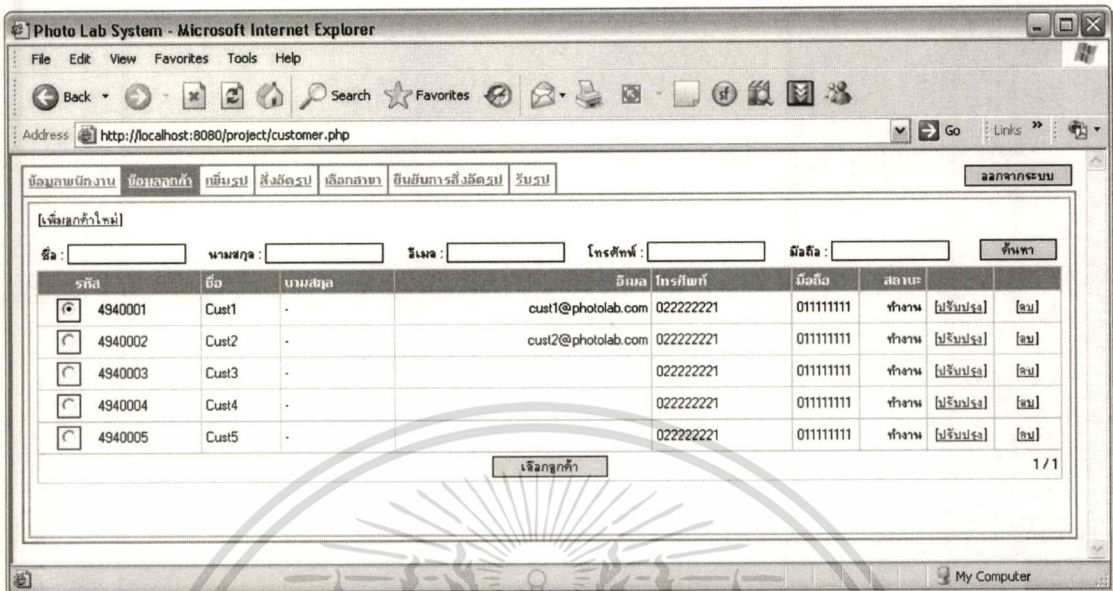 Photo Lab System - Microsoft Internet Explorer
File Edit View Favorites Tools Help
Back Search Favorites
Address http://localhost:8080/project/customer.php Go Links
ข้อมูลพนักงาน ข้อมูลลูกค้า หยิบรูป สั่งอัดรูป เลือกสาขา ยืนยันการสั่งอัดรูป รับรูป ออกจากระบบ
[เพิ่มลูกค้าใหม่]
ชื่อ : นามสกุล : อีเมล : โทรศัพท์ : มือถือ : ค้นหา
รหัส ชื่อ นามสกุล อีเมล โทรศัพท์ มือถือ สถานะ
4940001 Cust1 - cust1@photolab.com 022222221 011111111 ทำงาน [ปรับปรุง] [ลบ]
4940002 Cust2 - cust2@photolab.com 022222221 011111111 ทำงาน [ปรับปรุง] [ลบ]
4940003 Cust3 - 022222221 011111111 ทำงาน [ปรับปรุง] [ลบ]
4940004 Cust4 - 022222221 011111111 ทำงาน [ปรับปรุง] [ลบ]
4940005 Cust5 - 022222221 011111111 ทำงาน [ปรับปรุง] [ลบ]
เลือกลูกค้า 1 / 1
My Computer